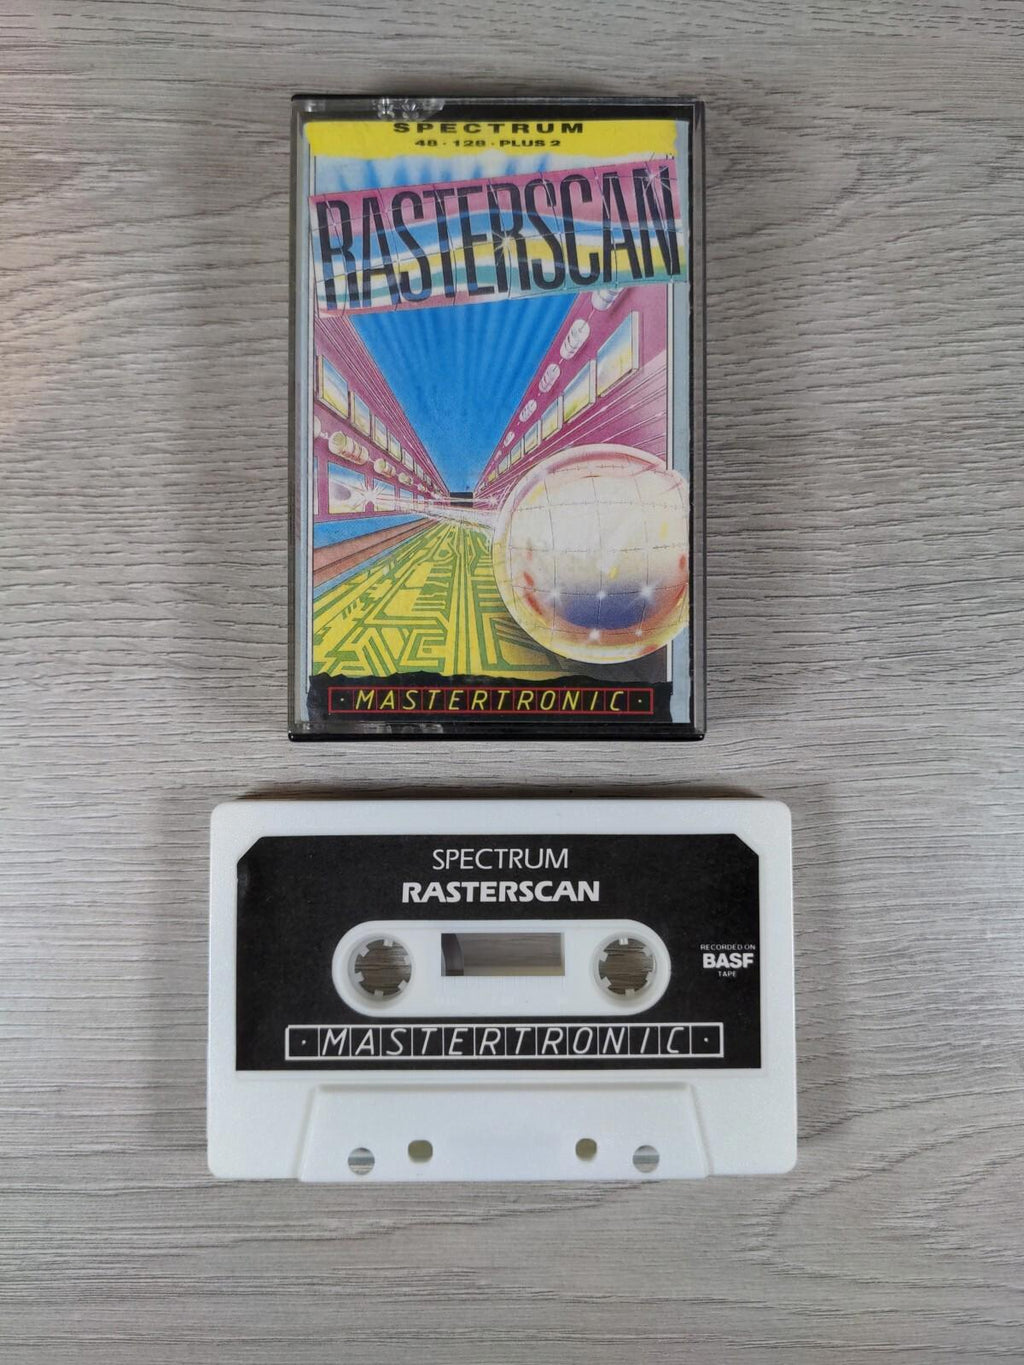 SPECTRUM
48 · 128 · PLUS 2
RASTERSCAN
· MASTERTRONIC ·
SPECTRUM
RASTERSCAN
RECORDED ON
BASF
TAPE
· MASTERTRONIC ·